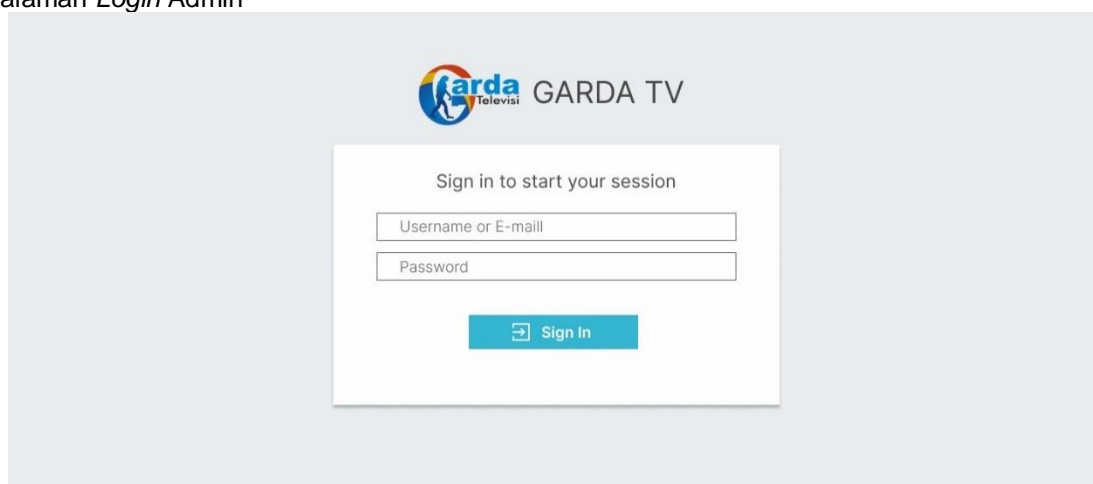 alaman Login Admin
arda
Televisi
GARDA TV
Sign in to start your session
Username or E-maill
Password
Sign In